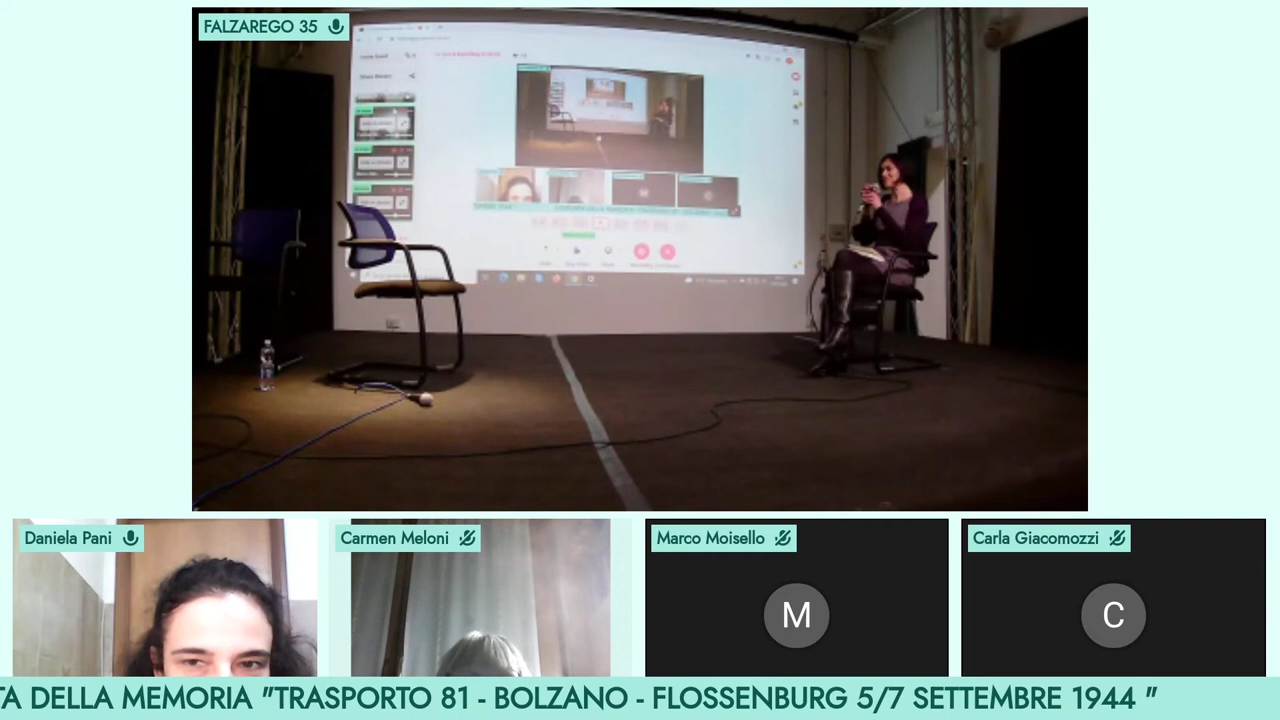 FALZAREGO 35
Daniela Pani
Carmen Meloni
Marco Moisello
Carla Giacomozzi
M
C
TA DELLA MEMORIA "TRASPORTO 81 - BOLZANO - FLOSSENBURG 5/7 SETTEMBRE 1944 "